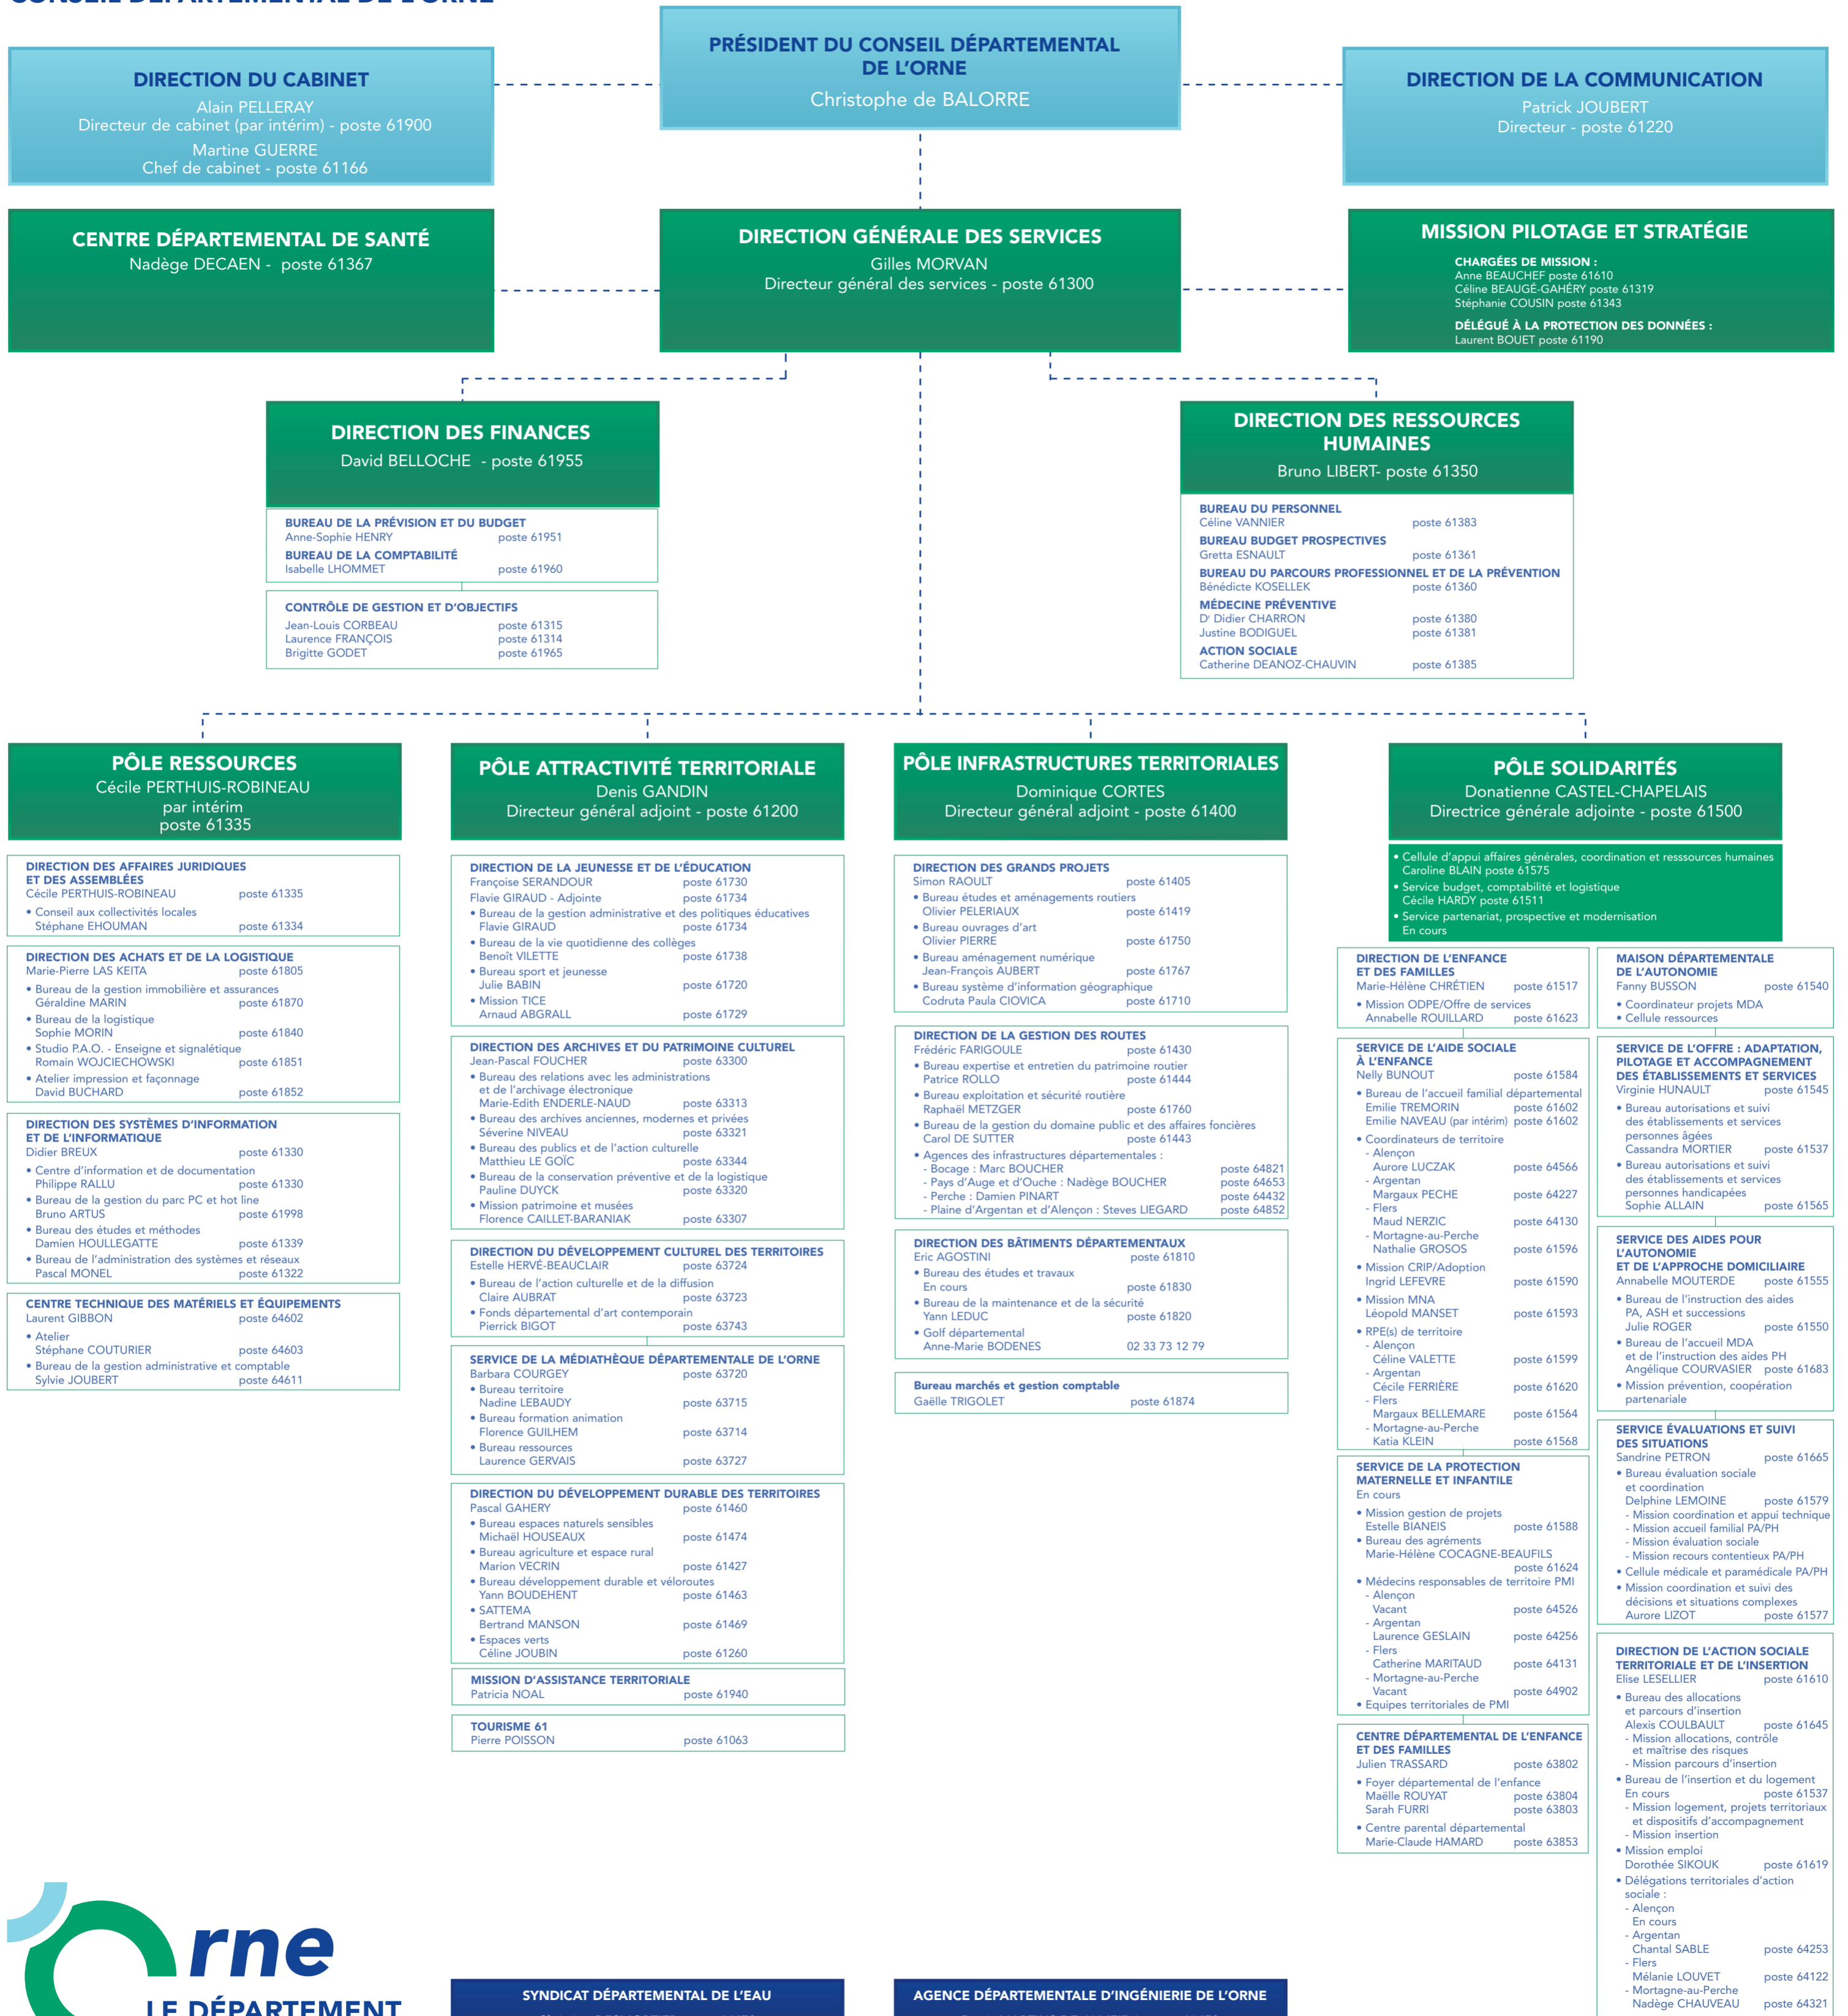 CONSEIL DÉPARTEMENTAL DE L'ORNE
PRÉSIDENT DU CONSEIL DÉPARTEMENTAL
DE L'ORNE
Christophe de BALORRE
DIRECTION DU CABINET
Alain PELLERAY
Directeur de cabinet (par intérim) - poste 61900
Martine GUERRE
Chef de cabinet - poste 61166
DIRECTION DE LA COMMUNICATION
Patrick JOUBERT
Directeur - poste 61220
CENTRE DÉPARTEMENTAL DE SANTÉ
Nadège DECAEN - poste 61367
DIRECTION GÉNÉRALE DES SERVICES
Gilles MORVAN
Directeur général des services - poste 61300
MISSION PILOTAGE ET STRATÉGIE
CHARGÉES DE MISSION :
Anne BEAUCHEF poste 61610
Céline BEAUGÉ-GAHÉRY poste 61319
Stéphanie COUSIN poste 61343
DÉLÉGUÉ À LA PROTECTION DES DONNÉES :
Laurent BOUET poste 61190
DIRECTION DES FINANCES
David BELLOCHE - poste 61955
BUREAU DE LA PRÉVISION ET DU BUDGET
Anne-Sophie HENRY poste 61951
BUREAU DE LA COMPTABILITÉ
Isabelle LHOMMET poste 61960
CONTRÔLE DE GESTION ET D'OBJECTIFS
Jean-Louis CORBEAU poste 61315
Laurence FRANÇOIS poste 61314
Brigitte GODET poste 61965
DIRECTION DES RESSOURCES
HUMAINES
Bruno LIBERT- poste 61350
BUREAU DU PERSONNEL
Céline VANNIER poste 61383
BUREAU BUDGET PROSPECTIVES
Gretta ESNAULT poste 61361
BUREAU DU PARCOURS PROFESSIONNEL ET DE LA PRÉVENTION
Bénédicte KOSELLEK poste 61360
MÉDECINE PRÉVENTIVE
Dr Didier CHARRON poste 61380
Justine BODIGUEL poste 61381
ACTION SOCIALE
Catherine DEANOZ-CHAUVIN poste 61385
PÔLE RESSOURCES
Cécile PERTHUIS-ROBINEAU
par intérim
poste 61335
DIRECTION DES AFFAIRES JURIDIQUES
ET DES ASSEMBLÉES
Cécile PERTHUIS-ROBINEAU poste 61335
• Conseil aux collectivités locales
Stéphane EHOUMAN poste 61334
DIRECTION DES ACHATS ET DE LA LOGISTIQUE
Marie-Pierre LAS KEITA poste 61805
• Bureau de la gestion immobilière et assurances
Géraldine MARIN poste 61870
• Bureau de la logistique
Sophie MORIN poste 61840
• Studio P.A.O. - Enseigne et signalétique
Romain WOJCIECHOWSKI poste 61851
• Atelier impression et façonnage
David BUCHARD poste 61852
DIRECTION DES SYSTÈMES D'INFORMATION
ET DE L'INFORMATIQUE
Didier BREUX poste 61330
• Centre d'information et de documentation
Philippe RALLU poste 61330
• Bureau de la gestion du parc PC et hot line
Bruno ARTUS poste 61998
• Bureau des études et méthodes
Damien HOULLEGATTE poste 61339
• Bureau de l'administration des systèmes et réseaux
Pascal MONEL poste 61322
CENTRE TECHNIQUE DES MATÉRIELS ET ÉQUIPEMENTS
Laurent GIBBON poste 64602
• Atelier
Stéphane COUTURIER poste 64603
• Bureau de la gestion administrative et comptable
Sylvie JOUBERT poste 64611
PÔLE ATTRACTIVITÉ TERRITORIALE
Denis GANDIN
Directeur général adjoint - poste 61200
DIRECTION DE LA JEUNESSE ET DE L'ÉDUCATION
Françoise SERANDOUR poste 61730
Flavie GIRAUD - Adjointe poste 61734
• Bureau de la gestion administrative et des politiques éducatives
Flavie GIRAUD poste 61734
• Bureau de la vie quotidienne des collèges
Benoît VILETTE poste 61738
• Bureau sport et jeunesse
Julie BABIN poste 61720
• Mission TICE
Arnaud ABGRALL poste 61729
DIRECTION DES ARCHIVES ET DU PATRIMOINE CULTUREL
Jean-Pascal FOUCHER poste 63300
• Bureau des relations avec les administrations
et de l'archivage électronique
Marie-Edith ENDERLE-NAUD poste 63313
• Bureau des archives anciennes, modernes et privées
Séverine NIVEAU poste 63321
• Bureau des publics et de l'action culturelle
Matthieu LE GOÏC poste 63344
• Bureau de la conservation préventive et de la logistique
Pauline DUYCK poste 63320
• Mission patrimoine et musées
Florence CAILLET-BARANIAK poste 63307
DIRECTION DU DÉVELOPPEMENT CULTUREL DES TERRITOIRES
Estelle HERVÉ-BEAUCLAIR poste 63724
• Bureau de l'action culturelle et de la diffusion
Claire AUBRAT poste 63723
• Fonds départemental d'art contemporain
Pierrick BIGOT poste 63743
SERVICE DE LA MÉDIATHÈQUE DÉPARTEMENTALE DE L'ORNE
Barbara COURGEY poste 63720
• Bureau territoire
Nadine LEBAUDY poste 63715
• Bureau formation animation
Florence GUILHEM poste 63714
• Bureau ressources
Laurence GERVAIS poste 63727
DIRECTION DU DÉVELOPPEMENT DURABLE DES TERRITOIRES
Pascal GAHERY poste 61460
• Bureau espaces naturels sensibles
Michaël HOUSEAUX poste 61474
• Bureau agriculture et espace rural
Marion VECRIN poste 61427
• Bureau développement durable et véloroutes
Yann BOUDEHENT poste 61463
• SATTEMA
Bertrand MANSON poste 61469
• Espaces verts
Céline JOUBIN poste 61260
MISSION D'ASSISTANCE TERRITORIALE
Patricia NOAL poste 61940
TOURISME 61
Pierre POISSON poste 61063
PÔLE INFRASTRUCTURES TERRITORIALES
Dominique CORTES
Directeur général adjoint - poste 61400
DIRECTION DES GRANDS PROJETS
Simon RAOULT poste 61405
• Bureau études et aménagements routiers
Olivier PELERIAUX poste 61419
• Bureau ouvrages d'art
Olivier PIERRE poste 61750
• Bureau aménagement numérique
Jean-François AUBERT poste 61767
• Bureau système d'information géographique
Codruta Paula CIOVICA poste 61710
DIRECTION DE LA GESTION DES ROUTES
Frédéric FARIGOULE poste 61430
• Bureau expertise et entretien du patrimoine routier
Patrice ROLLO poste 61444
• Bureau exploitation et sécurité routière
Raphaël METZGER poste 61760
• Bureau de la gestion du domaine public et des affaires foncières
Carol DE SUTTER poste 61443
• Agences des infrastructures départementales :
- Bocage : Marc BOUCHER poste 64821
- Pays d'Auge et d'Ouche : Nadège BOUCHER poste 64653
- Perche : Damien PINART poste 64432
- Plaine d'Argentan et d'Alençon : Steves LIEGARD poste 64852
DIRECTION DES BÂTIMENTS DÉPARTEMENTAUX
Eric AGOSTINI poste 61810
• Bureau des études et travaux
En cours poste 61830
• Bureau de la maintenance et de la sécurité
Yann LEDUC poste 61820
• Golf départemental
Anne-Marie BODENES 02 33 73 12 79
Bureau marchés et gestion comptable
Gaëlle TRIGOLET poste 61874
PÔLE SOLIDARITÉS
Donatienne CASTEL-CHAPELAIS
Directrice générale adjointe - poste 61500
• Cellule d'appui affaires générales, coordination et resssources humaines
Caroline BLAIN poste 61575
• Service budget, comptabilité et logistique
Cécile HARDY poste 61511
• Service partenariat, prospective et modernisation
En cours
DIRECTION DE L'ENFANCE
ET DES FAMILLES
Marie-Hélène CHRÉTIEN poste 61517
• Mission ODPE/Offre de services
Annabelle ROUILLARD poste 61623
SERVICE DE L'AIDE SOCIALE
À L'ENFANCE
Nelly BUNOUT poste 61584
• Bureau de l'accueil familial départemental
Emilie TREMORIN poste 61602
Emilie NAVEAU (par intérim) poste 61602
• Coordinateurs de territoire
- Alençon
Aurore LUCZAK poste 64566
- Argentan
Margaux PECHE poste 64227
- Flers
Maud NERZIC poste 64130
- Mortagne-au-Perche
Nathalie GROSOS poste 61596
• Mission CRIP/Adoption
Ingrid LEFEVRE poste 61590
• Mission MNA
Léopold MANSET poste 61593
• RPE(s) de territoire
- Alençon
Céline VALETTE poste 61599
- Argentan
Cécile FERRIÈRE poste 61620
- Flers
Margaux BELLEMARE poste 61564
- Mortagne-au-Perche
Katia KLEIN poste 61568
SERVICE DE LA PROTECTION
MATERNELLE ET INFANTILE
En cours
• Mission gestion de projets
Estelle BIANEIS poste 61588
• Bureau des agréments
Marie-Hélène COCAGNE-BEAUFILS
poste 61624
• Médecins responsables de territoire PMI
- Alençon
Vacant poste 64526
- Argentan
Laurence GESLAIN poste 64256
- Flers
Catherine MARITAUD poste 64131
- Mortagne-au-Perche
Vacant poste 64902
• Equipes territoriales de PMI
CENTRE DÉPARTEMENTAL DE L'ENFANCE
ET DES FAMILLES
Julien TRASSARD poste 63802
• Foyer départemental de l'enfance
Maëlle ROUYAT poste 63804
Sarah FURRI poste 63803
• Centre parental départemental
Marie-Claude HAMARD poste 63853
MAISON DÉPARTEMENTALE
DE L'AUTONOMIE
Fanny BUSSON poste 61540
• Coordinateur projets MDA
• Cellule ressources
SERVICE DE L'OFFRE : ADAPTATION,
PILOTAGE ET ACCOMPAGNEMENT
DES ÉTABLISSEMENTS ET SERVICES
Virginie HUNAULT poste 61545
• Bureau autorisations et suivi
des établissements et services
personnes âgées
Cassandra MORTIER poste 61537
• Bureau autorisations et suivi
des établissements et services
personnes handicapées
Sophie ALLAIN poste 61565
SERVICE DES AIDES POUR
L'AUTONOMIE
ET DE L'APPROCHE DOMICILIAIRE
Annabelle MOUTERDE poste 61555
• Bureau de l'instruction des aides
PA, ASH et successions
Julie ROGER poste 61550
• Bureau de l'accueil MDA
et de l'instruction des aides PH
Angélique COURVASIER poste 61683
• Mission prévention, coopération
partenariale
SERVICE ÉVALUATIONS ET SUIVI
DES SITUATIONS
Sandrine PETRON poste 61665
• Bureau évaluation sociale
et coordination
Delphine LEMOINE poste 61579
- Mission coordination et appui technique
- Mission accueil familial PA/PH
- Mission évaluation sociale
- Mission recours contentieux PA/PH
• Cellule médicale et paramédicale PA/PH
• Mission coordination et suivi des
décisions et situations complexes
Aurore LIZOT poste 61577
DIRECTION DE L'ACTION SOCIALE
TERRITORIALE ET DE L'INSERTION
Elise LESELLIER poste 61610
• Bureau des allocations
et parcours d'insertion
Alexis COULBAULT poste 61645
- Mission allocations, contrôle
et maîtrise des risques
- Mission parcours d'insertion
• Bureau de l'insertion et du logement
En cours poste 61537
- Mission logement, projets territoriaux
et dispositifs d'accompagnement
- Mission insertion
• Mission emploi
Dorothée SIKOUK poste 61619
• Délégations territoriales d'action
sociale :
- Alençon
En cours
- Argentan
Chantal SABLE poste 64253
- Flers
Mélanie LOUVET poste 64122
- Mortagne-au-Perche
Nadège CHAUVEAU poste 64321
Orne
LE DÉPARTEMENT
SYNDICAT DÉPARTEMENTAL DE L'EAU
AGENCE DÉPARTEMENTALE D'INGÉNIERIE DE L'ORNE